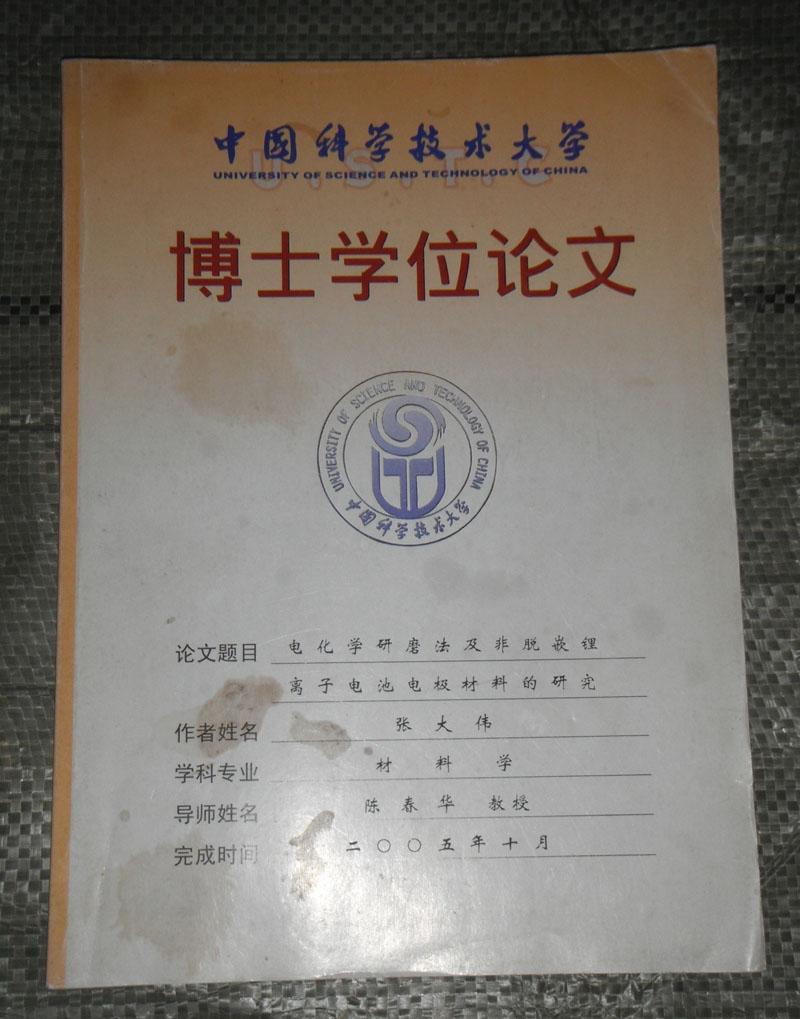 中国科学技术大学
U.S.T.C
UNIVERSITY OF SCIENCE AND TECHNOLOGY OF CHINA
博士学位论文
UNIVERSITY OF SCIENCE AND TECHNOLOGY OF CHINA
中国科学技术大学
论文题目 电化学研磨法及非脱嵌锂
离子电池电极材料的研究
作者姓名 张大伟
学科专业 材料学
导师姓名 陈春华 教授
完成时间 二〇〇五年十月